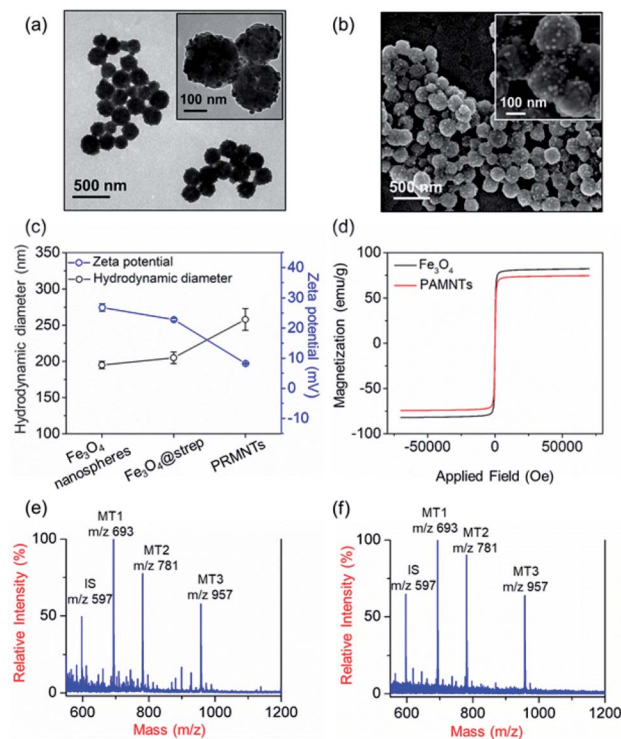 (a)
100 nm
500 nm
(b)
100 nm
500 nm
(c)
Hydrodynamic diameter (nm)
350
300
250
200
150
100
Zeta potential
Hydrodynamic diameter
40
30
20
10
0
-10
Zeta potential (mV)
Fe3O4
nanospheres
Fe3O4@strep
PRMNTs
(d)
Magnetization (emu/g)
100
50
0
-50
-100
Fe3O4
PAMNTs
-50000
0
50000
Applied Field (Oe)
(e)
Relative Intensity (%)
100
50
0
IS
m/z 597
MT1
m/z 693
MT2
m/z 781
MT3
m/z 957
600
800
1000
1200
Mass (m/z)
(f)
Relative Intensity (%)
100
50
0
IS
m/z 597
MT1
m/z 693
MT2
m/z 781
MT3
m/z 957
600
800
1000
1200
Mass (m/z)